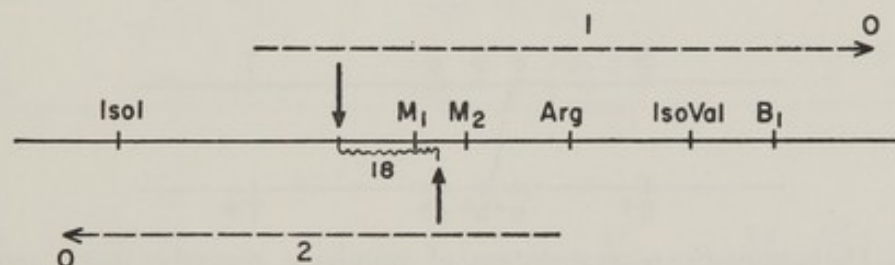 1 O
Isol M₁ M₂ Arg IsoVal B₁
18
2
O